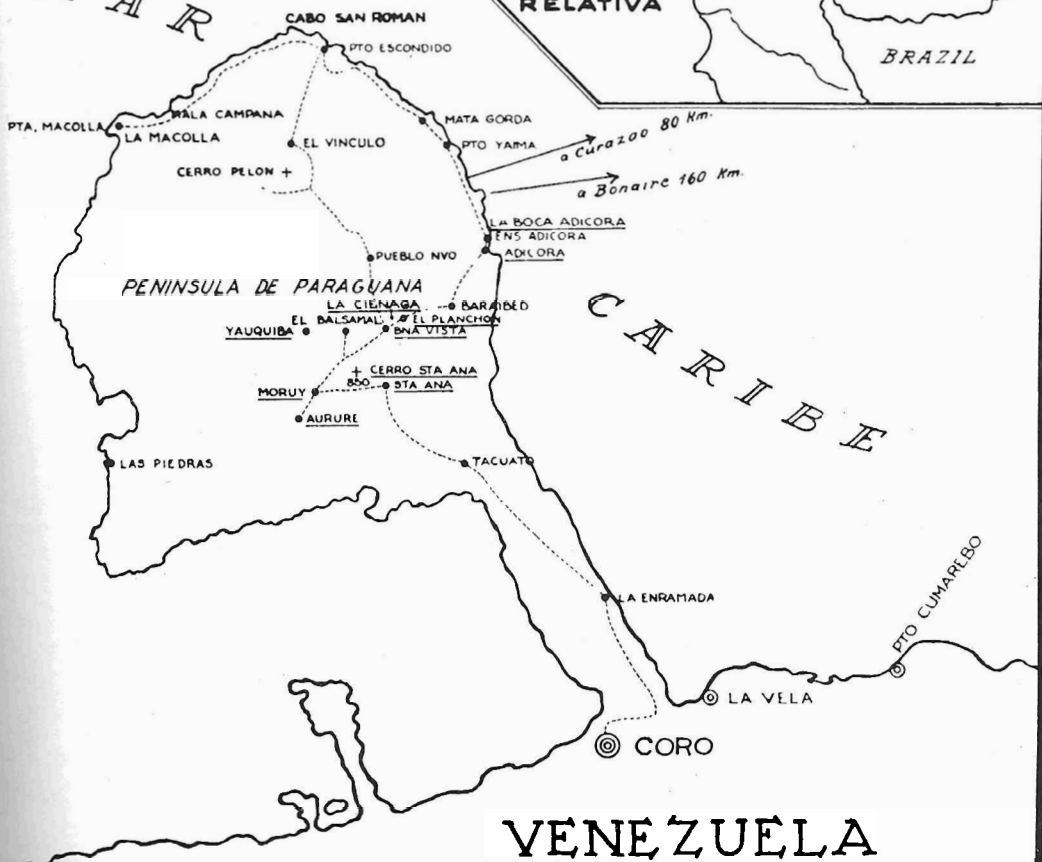 MAR
RELATIVA
BRAZIL
CABO SAN ROMAN
PTO ESCONDIDO
MALA CAMPANA
PTA. MACOLLA
LA MACOLLA
MATA GORDA
EL VINCULO
PTO YAIMA
a Curazao 80 Km.
CERRO PELON
a Bonaire 160 Km.
LA BOCA ADICORA
ENS ADICORA
ADICORA
PUEBLO NVO
PENINSULA DE PARAGUANA
LA CIENAGA
BARAIBED
EL BALSAMAL
EL PLANCHON
YAUQUIBA
BNA VISTA
CARIBE
CERRO STA ANA
850
STA ANA
MORUY
AURURE
LAS PIEDRAS
TACUATO
LA ENRAMADA
PTO CUMAREBO
LA VELA
CORO
VENEZUELA